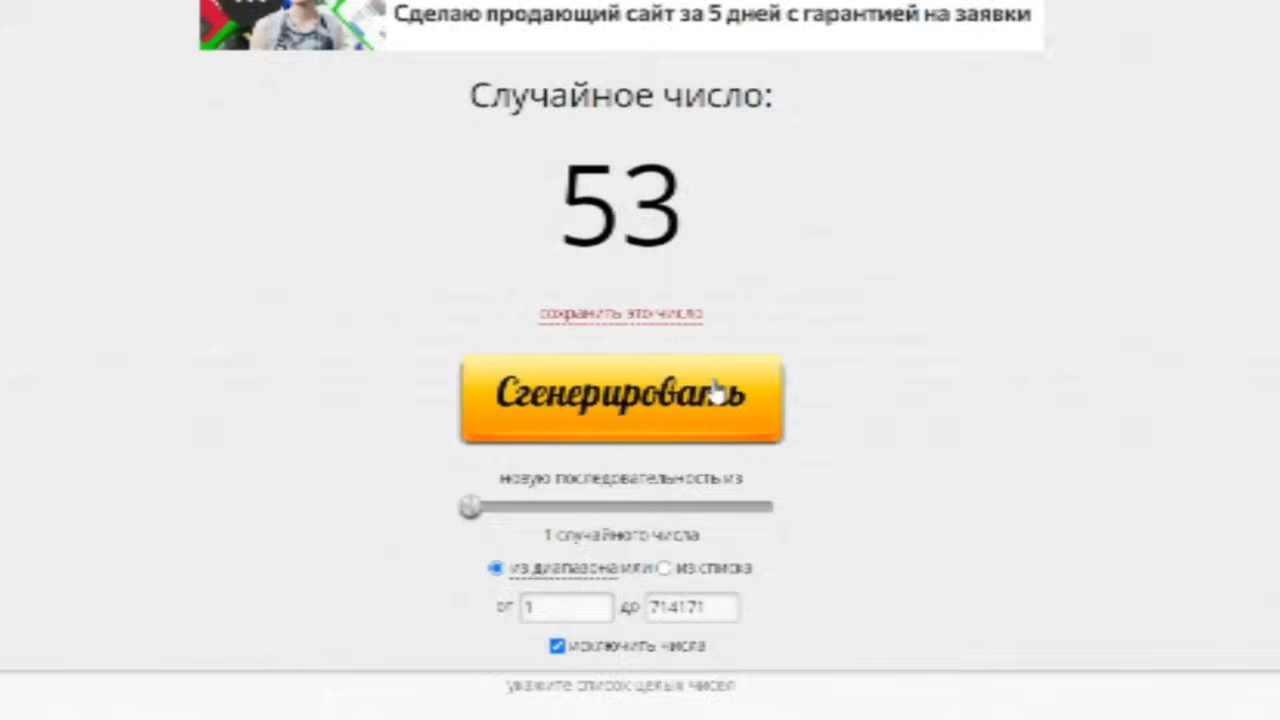 Сделаю продающий сайт за 5 дней с гарантией на заявки
Случайное число:
53
сохранить это число
Сгенерировать
новую последовательность из
1 случайного числа
из диапазона или из списка
от 1 до 714171
исключить числа
укажите список целых чисел